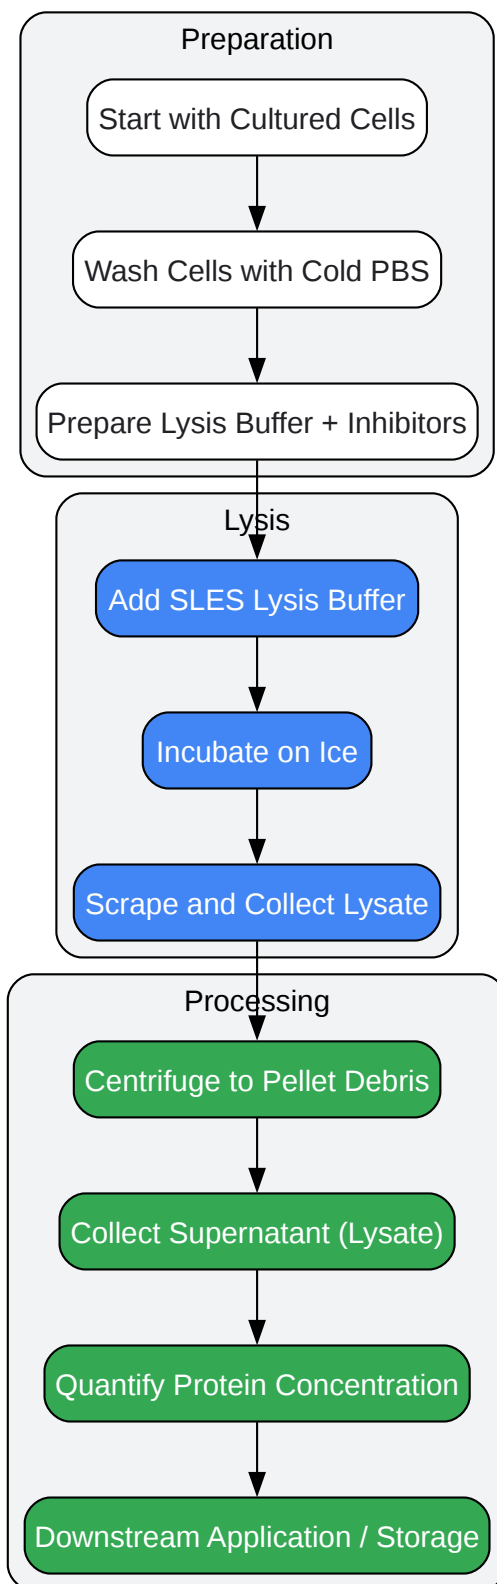 Preparation
Start with Cultured Cells
Wash Cells with Cold PBS
Prepare Lysis Buffer + Inhibitors
Lysis
Add SLES Lysis Buffer
Incubate on Ice
Scrape and Collect Lysate
Processing
Centrifuge to Pellet Debris
Collect Supernatant (Lysate)
Quantify Protein Concentration
Downstream Application / Storage